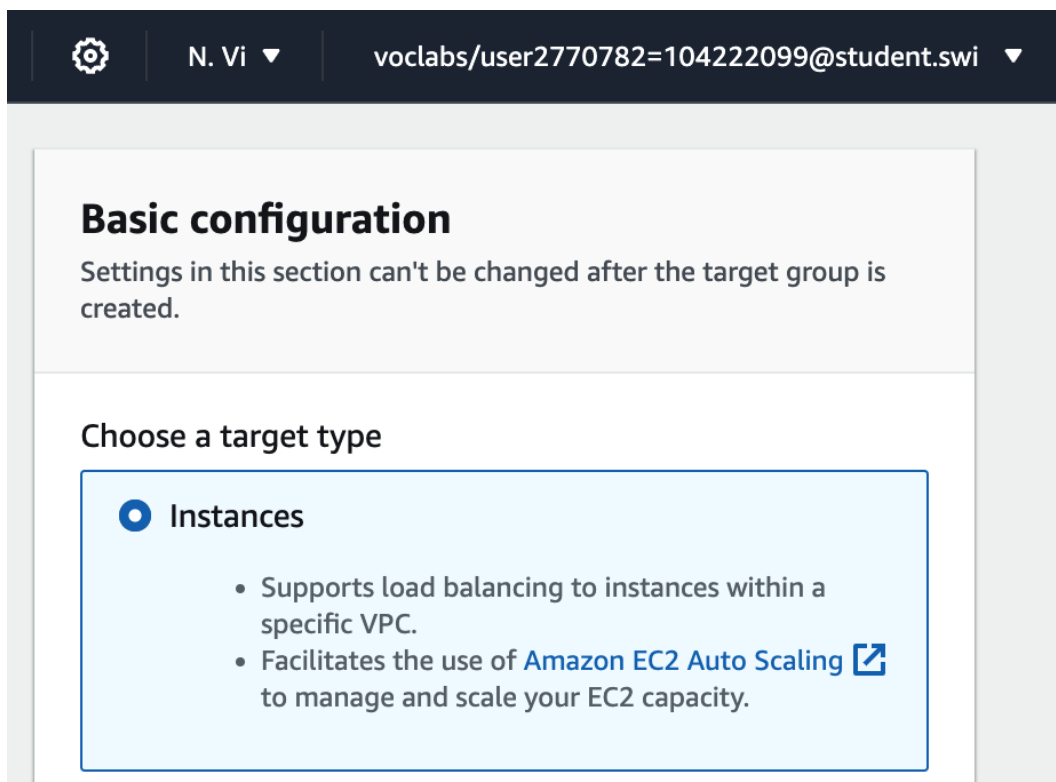 N. Vi voclabs/user2770782=104222099@student.swi
Basic configuration
Settings in this section can't be changed after the target group is
created.
Choose a target type
Instances
Supports load balancing to instances within a
specific VPC.
Facilitates the use of Amazon EC2 Auto Scaling
to manage and scale your EC2 capacity.